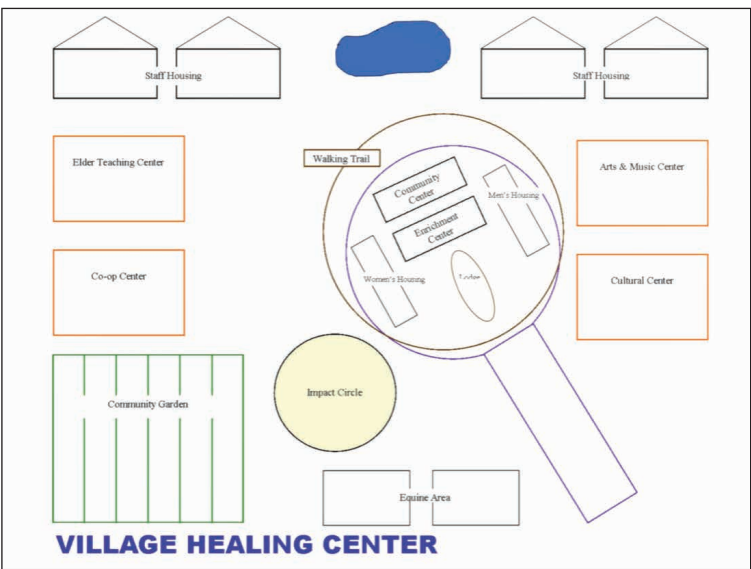 Staff Housing
Staff Housing
Elder Teaching Center
Walking Trail
Arts & Music Center
Community
Center
Men's Housing
Enrichment
Center
Co-op Center
Women's Housing
Lodge
Cultural Center
Community Garden
Impact Circle
Equine Area
VILLAGE HEALING CENTER